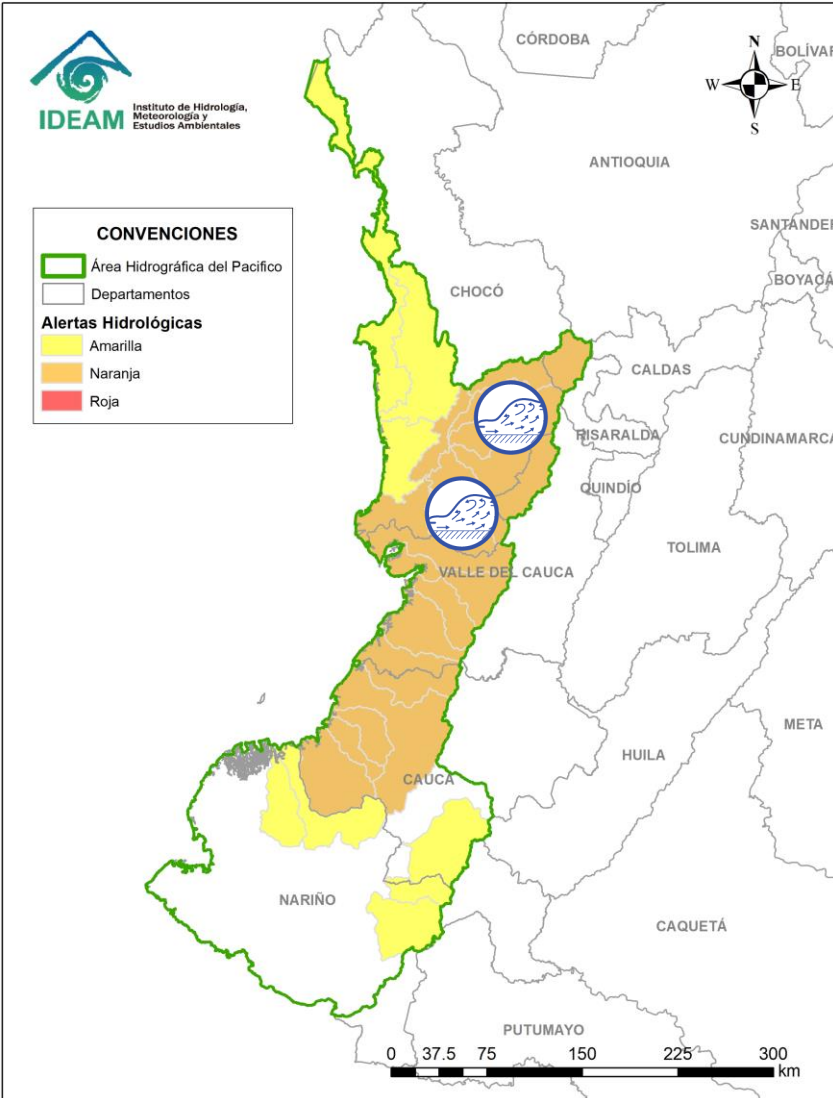 IDEAM
Instituto de Hidrología,
Meteorología y
Estudios Ambientales
CONVENCIONES
Área Hidrográfica del Pacifico
Departamentos
Alertas Hidrológicas
Amarilla
Naranja
Roja
N
W
E
S
CÓRDOBA
BOLÍVAR
ANTIOQUIA
SANTANDER
BOYACÁ
CHOCÓ
CALDAS
RISARALDA
CUNDINAMARCA
QUINDÍO
TOLIMA
VALLE DEL CAUCA
META
HUILA
CAUCA
NARIÑO
CAQUETÁ
PUTUMAYO
0 37.5 75 150 225 300
km